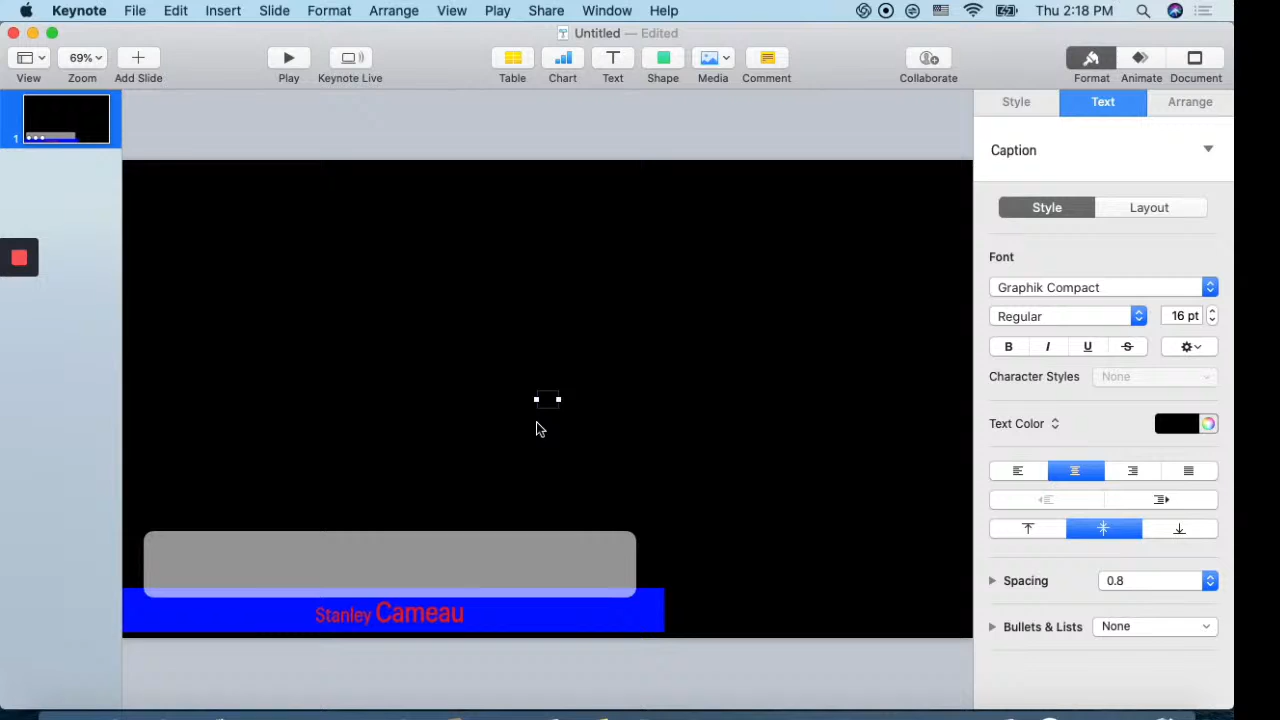 Keynote File Edit Insert Slide Format Arrange View Play Share Window Help Thu 2:18 PM
Untitled — Edited
69%
View Zoom Add Slide Play Keynote Live Table Chart Text Shape Media Comment Collaborate Format Animate Document
1
Style Text Arrange
Caption
Style Layout
Font
Graphik Compact
Regular 16 pt
B I U S
Character Styles None
Text Color
Spacing 0.8
Bullets & Lists None
Stanley Cameau